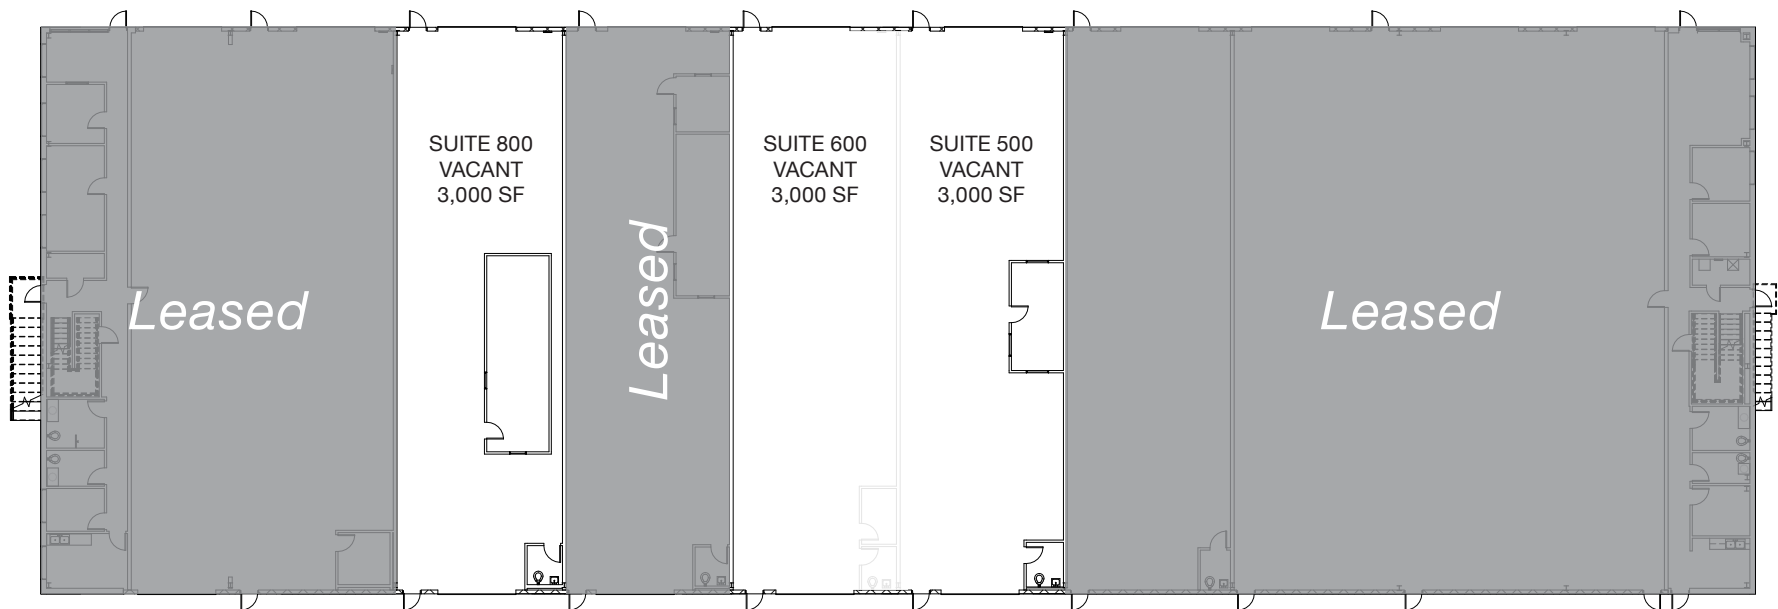 SUITE 800
VACANT
3,000 SF
SUITE 600
VACANT
3,000 SF
SUITE 500
VACANT
3,000 SF
Leased
Leased
Leased